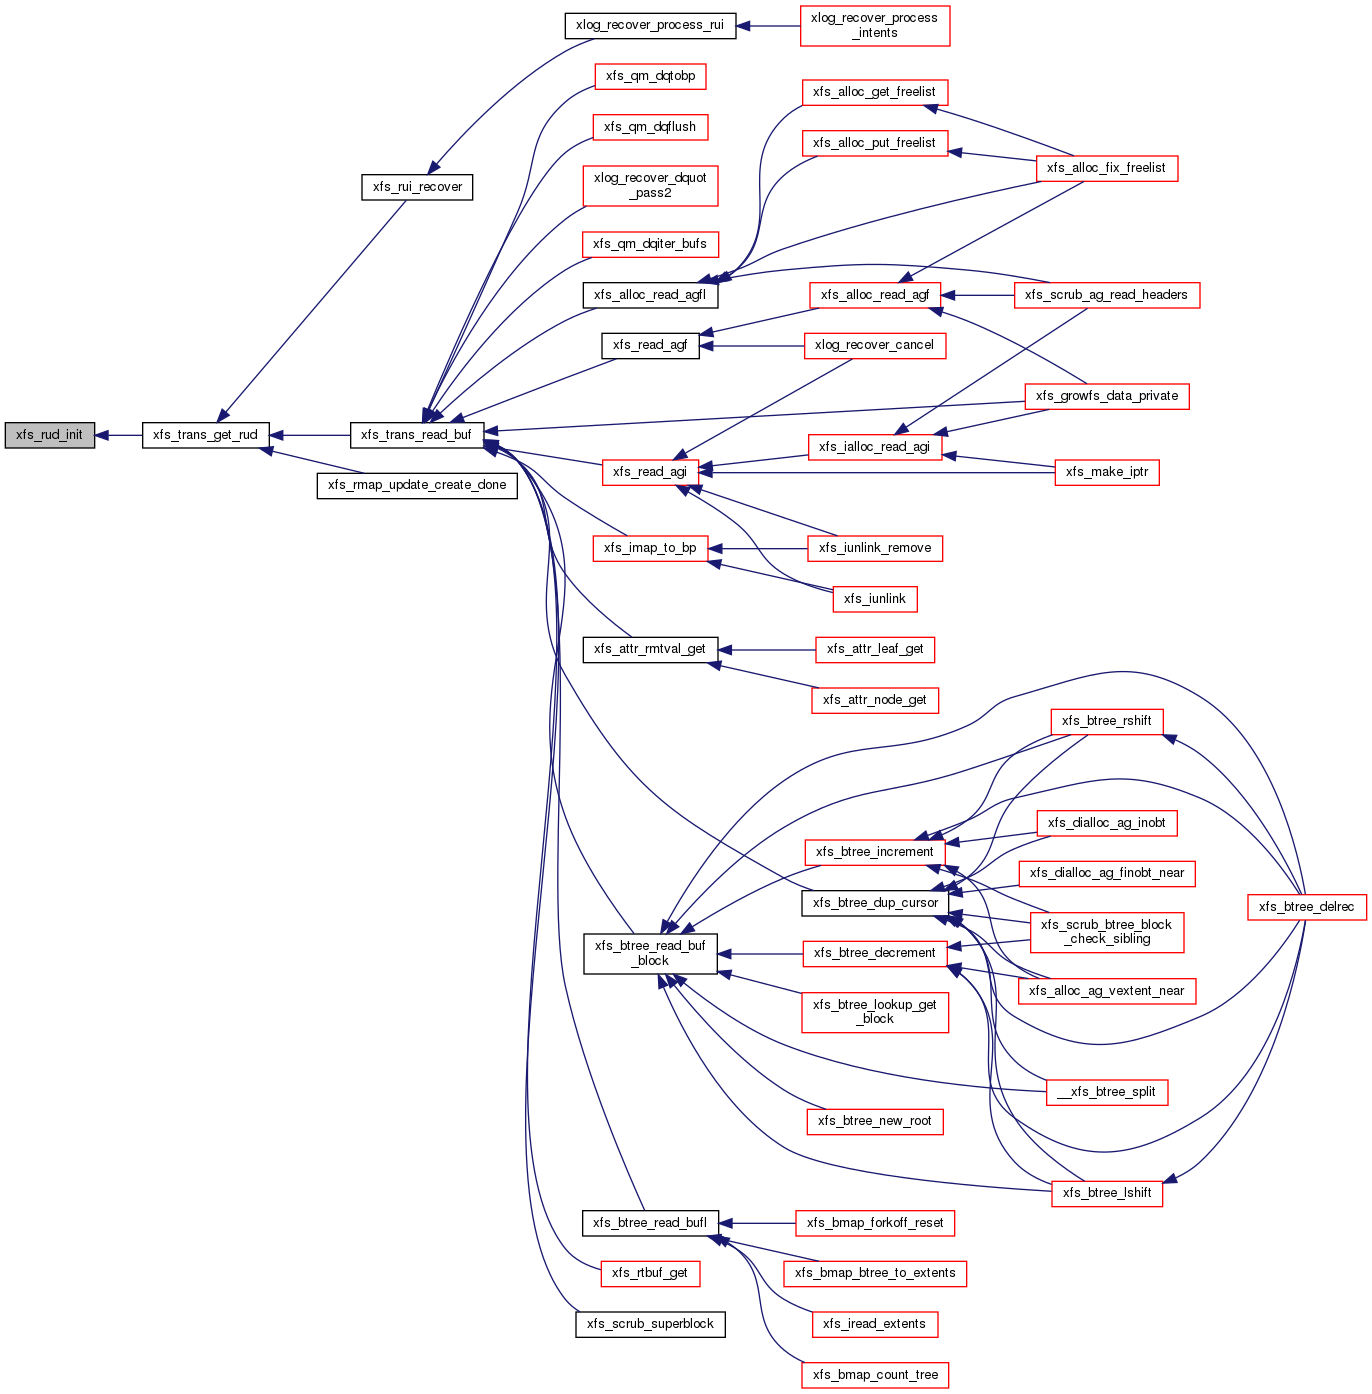 xlog_recover_process_rui
xlog_recover_process
_intents
xfs_qm_dqtobp
xfs_alloc_get_freelist
xfs_qm_dqflush
xfs_alloc_put_freelist
xfs_alloc_fix_freelist
xfs_rui_recover
xlog_recover_dquot
_pass2
xfs_qm_dqiter_bufs
xfs_alloc_read_agfl
xfs_alloc_read_agf
xfs_scrub_ag_read_headers
xfs_read_agf
xlog_recover_cancel
xfs_growfs_data_private
xfs_rud_init
xfs_trans_get_rud
xfs_trans_read_buf
xfs_ialloc_read_agi
xfs_read_agi
xfs_make_iptr
xfs_rmap_update_create_done
xfs_imap_to_bp
xfs_iunlink_remove
xfs_iunlink
xfs_attr_rmtval_get
xfs_attr_leaf_get
xfs_attr_node_get
xfs_btree_rshift
xfs_dialloc_ag_inobt
xfs_btree_increment
xfs_dialloc_ag_finobt_near
xfs_btree_dup_cursor
xfs_btree_delrec
xfs_scrub_btree_block
_check_sibling
xfs_btree_read_buf
_block
xfs_btree_decrement
xfs_alloc_ag_vextent_near
xfs_btree_lookup_get
_block
__xfs_btree_split
xfs_btree_new_root
xfs_btree_lshift
xfs_btree_read_bufl
xfs_bmap_forkoff_reset
xfs_rtbuf_get
xfs_bmap_btree_to_extents
xfs_scrub_superblock
xfs_iread_extents
xfs_bmap_count_tree